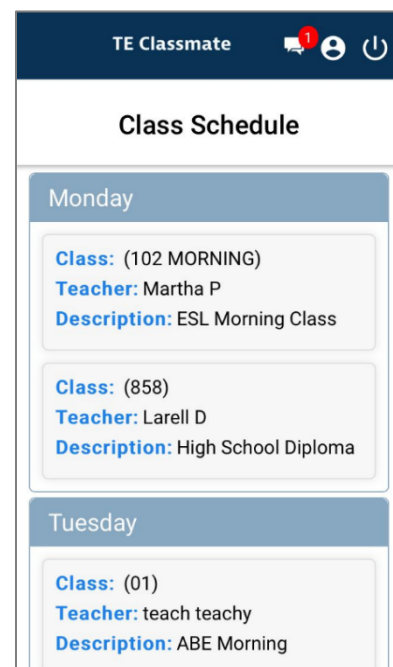 TE Classmate
1
Class Schedule
Monday
Class: (102 MORNING)
Teacher: Martha P
Description: ESL Morning Class
Class: (858)
Teacher: Larell D
Description: High School Diploma
Tuesday
Class: (01)
Teacher: teach teachy
Description: ABE Morning